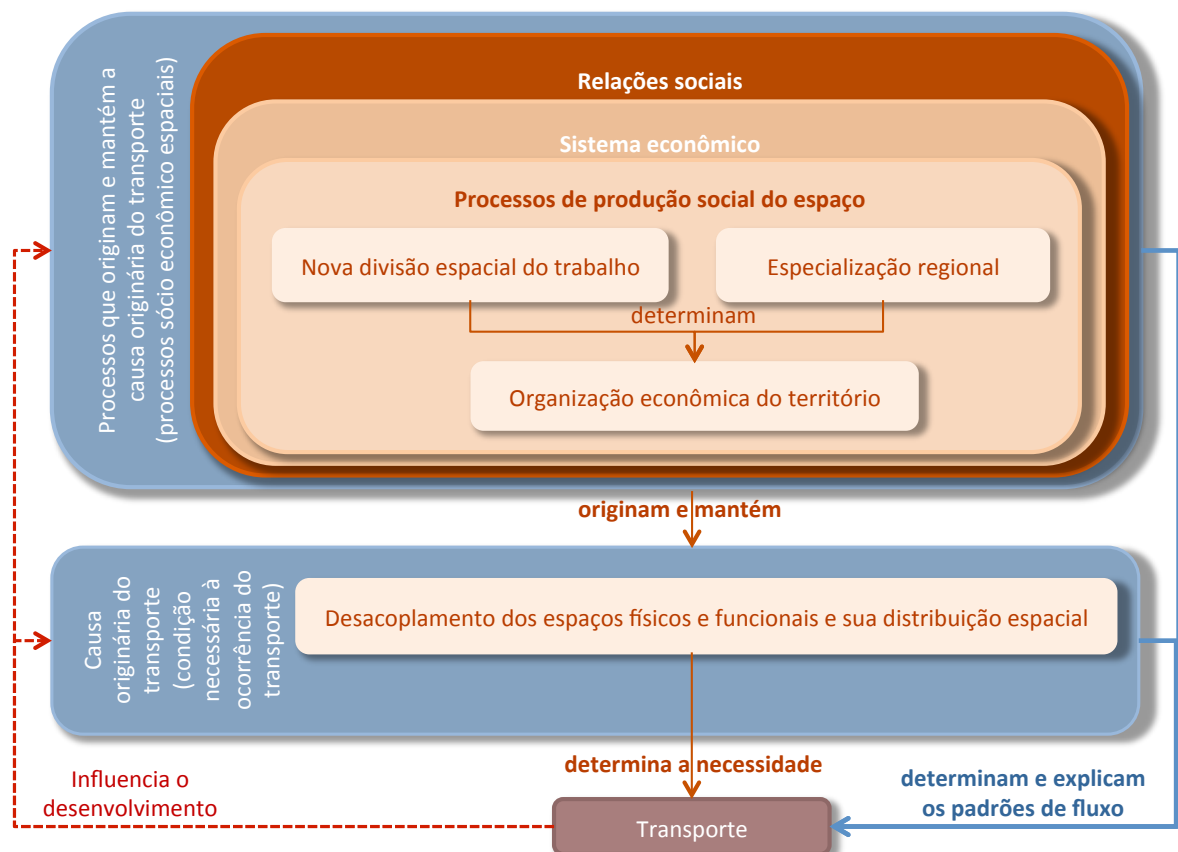 Processos que originam e mantém a
causa originária do transporte
(processos sócio econômico espaciais)
Relações sociais
Sistema econômico
Processos de produção social do espaço
Nova divisão espacial do trabalho
Especialização regional
determinam
Organização econômica do território
originam e mantém
Causa
originária do
transporte
(condição
necessária à
ocorrência do
transporte)
Desacoplamento dos espaços físicos e funcionais e sua distribuição espacial
determina a necessidade
Influencia o
desenvolvimento
determinam e explicam
os padrões de fluxo
Transporte